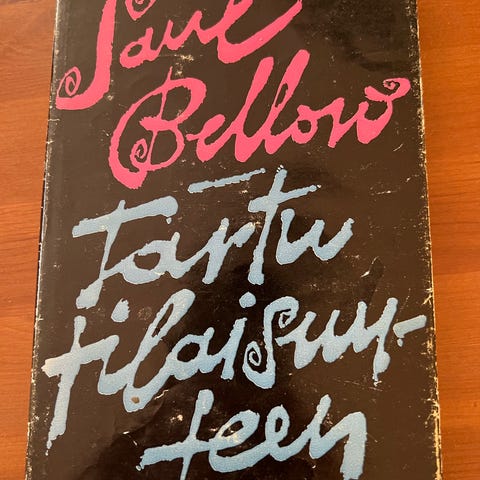 Saul
Bellow
Tartu
tilaisuu-
teen